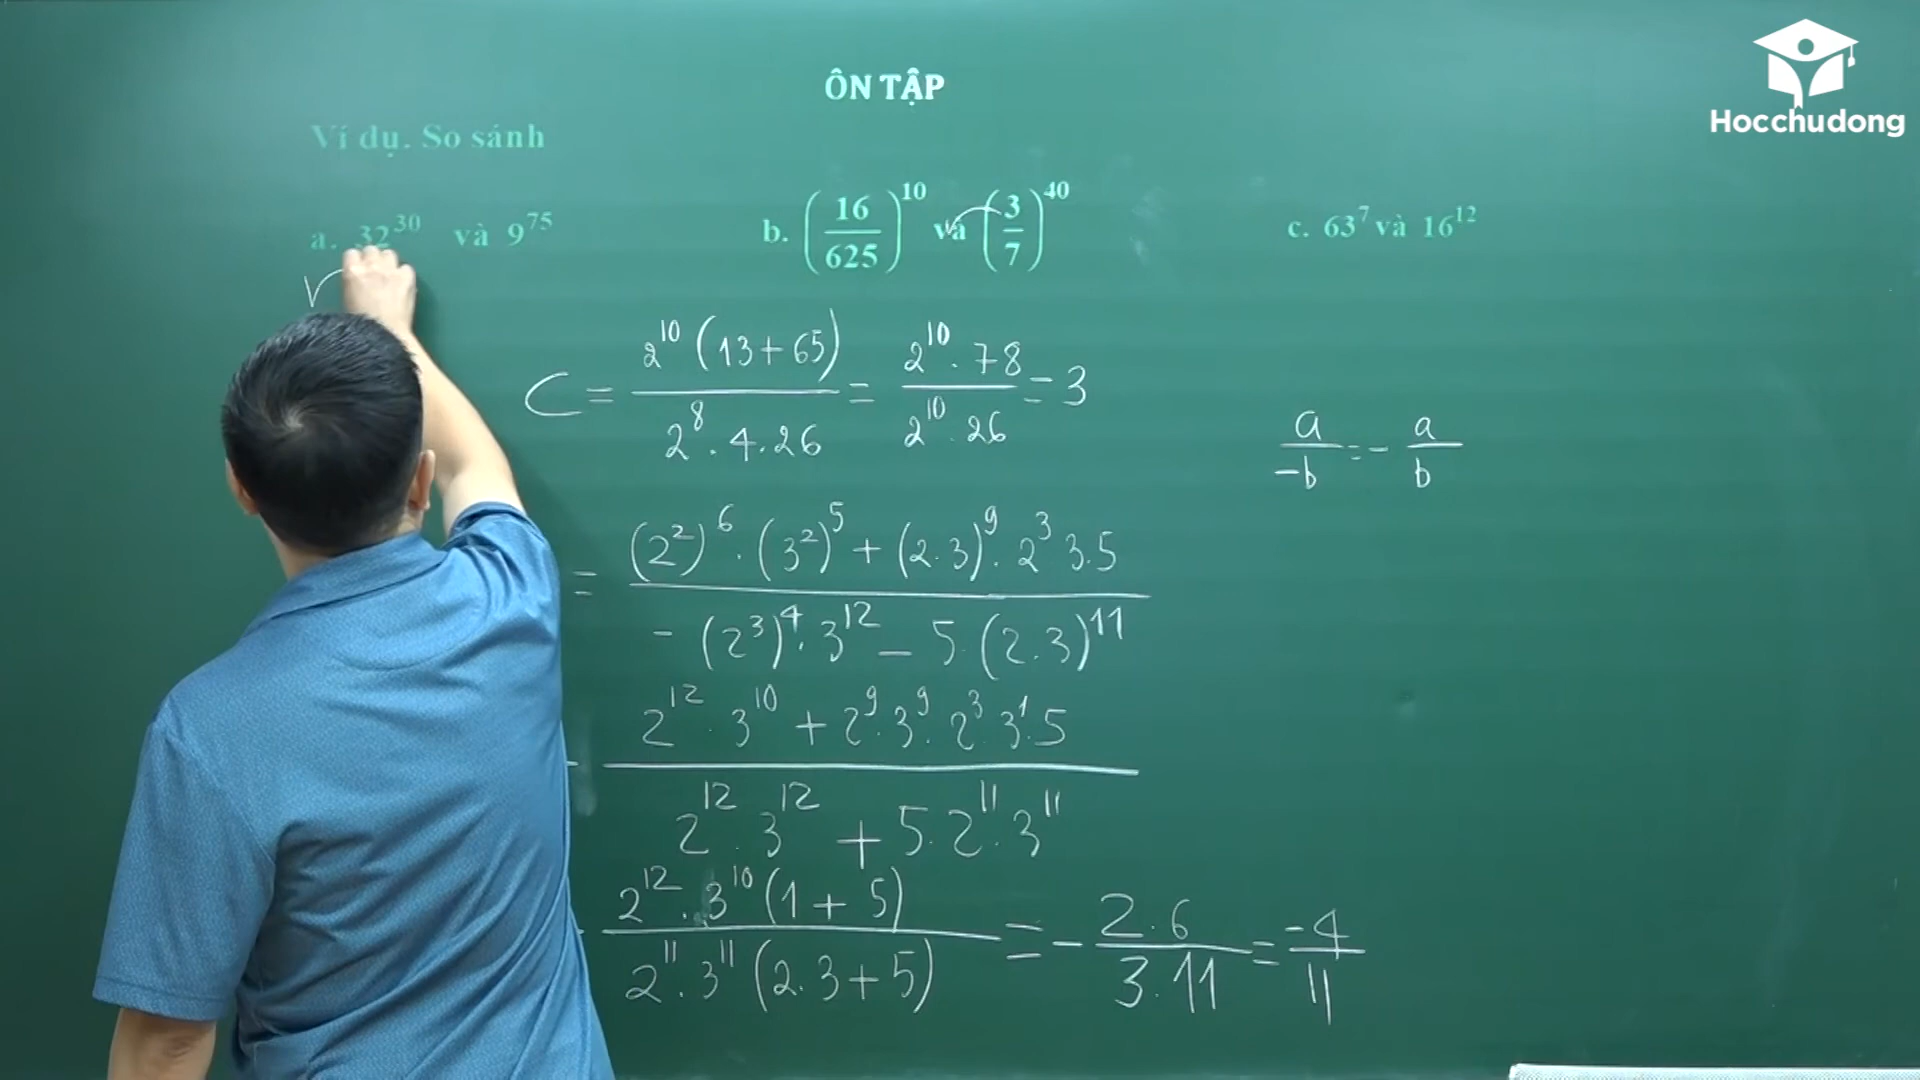 Hocchudong
ÔN TẬP
Ví dụ. So sánh
a. 32^30 và 9^75
b. (16/625)^10 và (3/7)^40
c. 63^7 và 16^12
C = 2^10 (13 + 65) / 2^8 . 4 . 26 = 2^10 . 78 / 2^10 . 26 = 3
a / -b = - a / b
= (2^2)^6 . (3^2)^5 + (2.3)^9 . 2^3 3.5 / - (2^3)^4 . 3^12 - 5 . (2.3)^11
- 2^12 . 3^10 + 2^9 . 3^9 . 2^3 . 3^1 . 5 / 2^12 . 3^12 + 5 . 2^11 . 3^11
- 2^12 . 3^10 (1 + 5) / 2^11 . 3^11 (2.3 + 5) = - 2.6 / 3.11 = -4 / 11